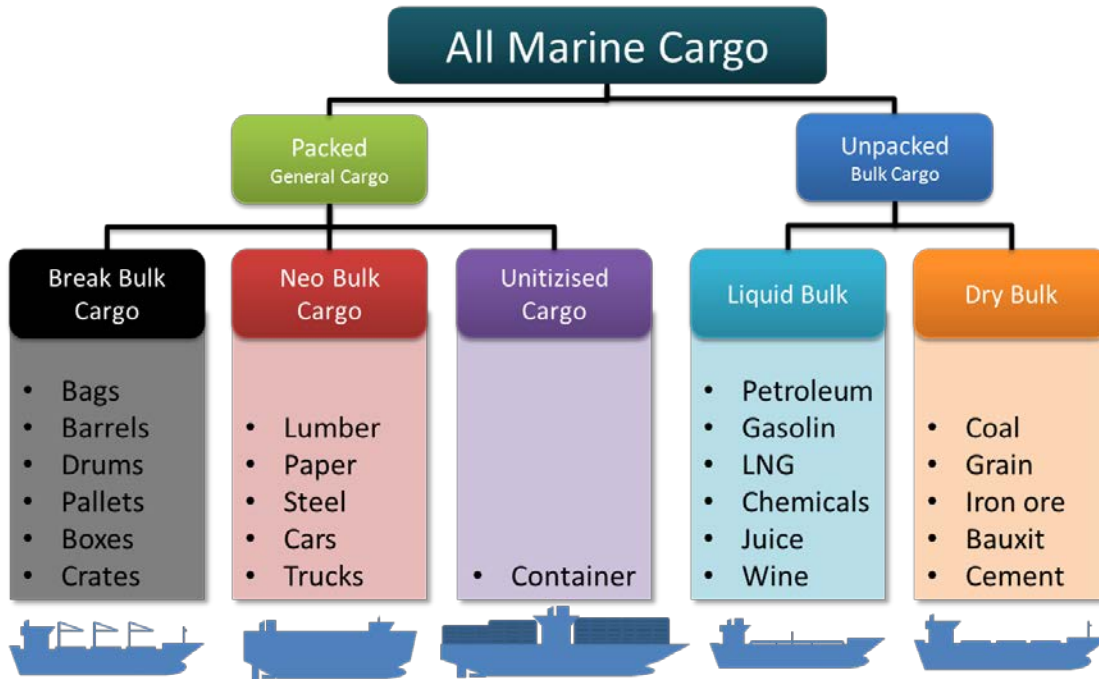 All Marine Cargo
Packed
General Cargo
Unpacked
Bulk Cargo
Break Bulk
Cargo
• Bags
• Barrels
• Drums
• Pallets
• Boxes
• Crates
Neo Bulk
Cargo
• Lumber
• Paper
• Steel
• Cars
• Trucks
Unitizised
Cargo
• Container
Liquid Bulk
• Petroleum
• Gasolin
• LNG
• Chemicals
• Juice
• Wine
Dry Bulk
• Coal
• Grain
• Iron ore
• Bauxit
• Cement